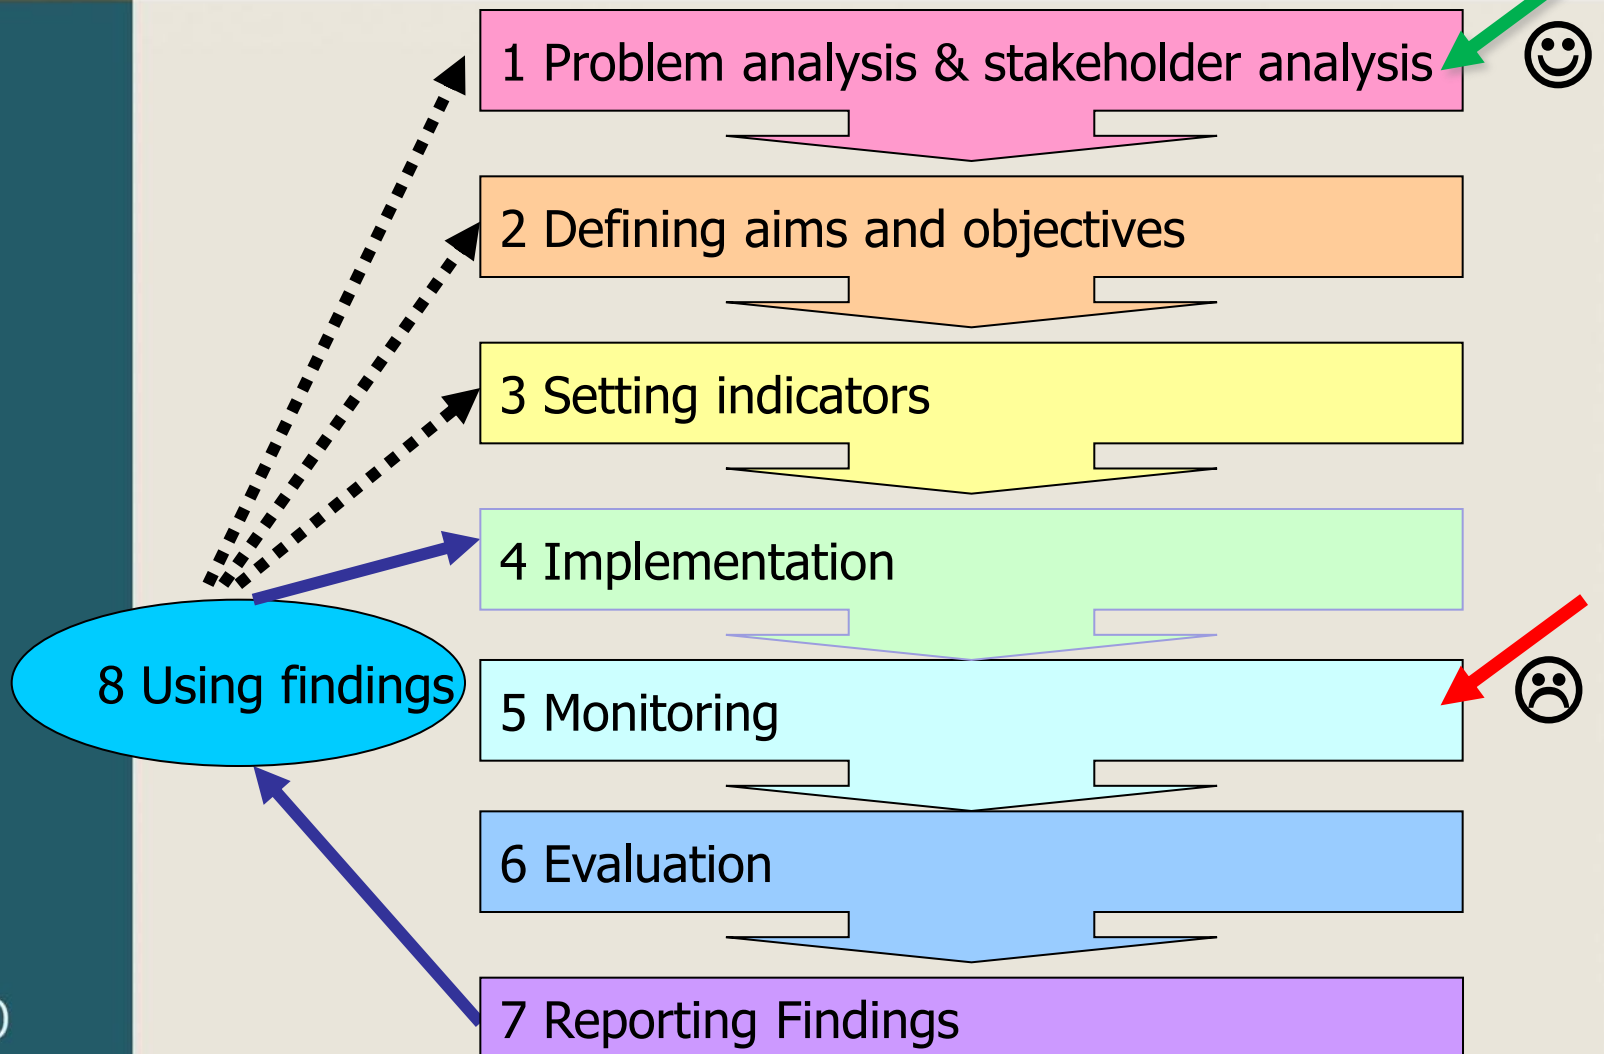 1 Problem analysis & stakeholder analysis
2 Defining aims and objectives
3 Setting indicators
4 Implementation
8 Using findings
5 Monitoring
6 Evaluation
7 Reporting Findings